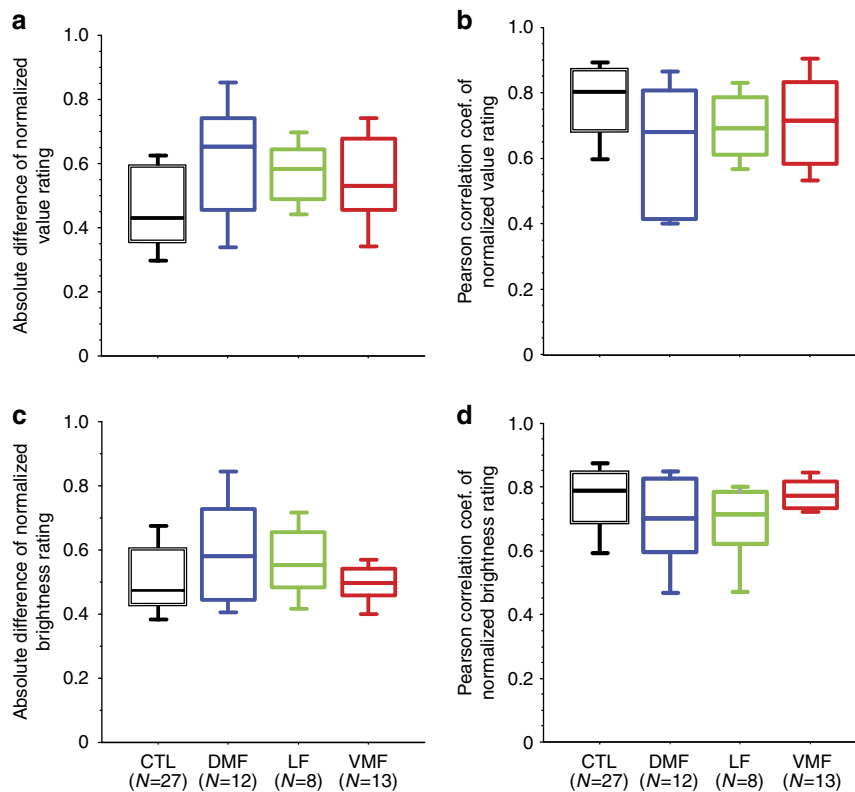 a
Absolute difference of normalized
value rating
1.0
0.8
0.6
0.4
0.2
0
b
Pearson correlation coef. of
normalized value rating
1.0
0.8
0.6
0.4
0.2
0
c
Absolute difference of normalized
brightness rating
1.0
0.8
0.6
0.4
0.2
0
CTL DMF LF VMF
(N=27) (N=12) (N=8) (N=13)
d
Pearson correlation coef. of
normalized brightness rating
1.0
0.8
0.6
0.4
0.2
0
CTL DMF LF VMF
(N=27) (N=12) (N=8) (N=13)